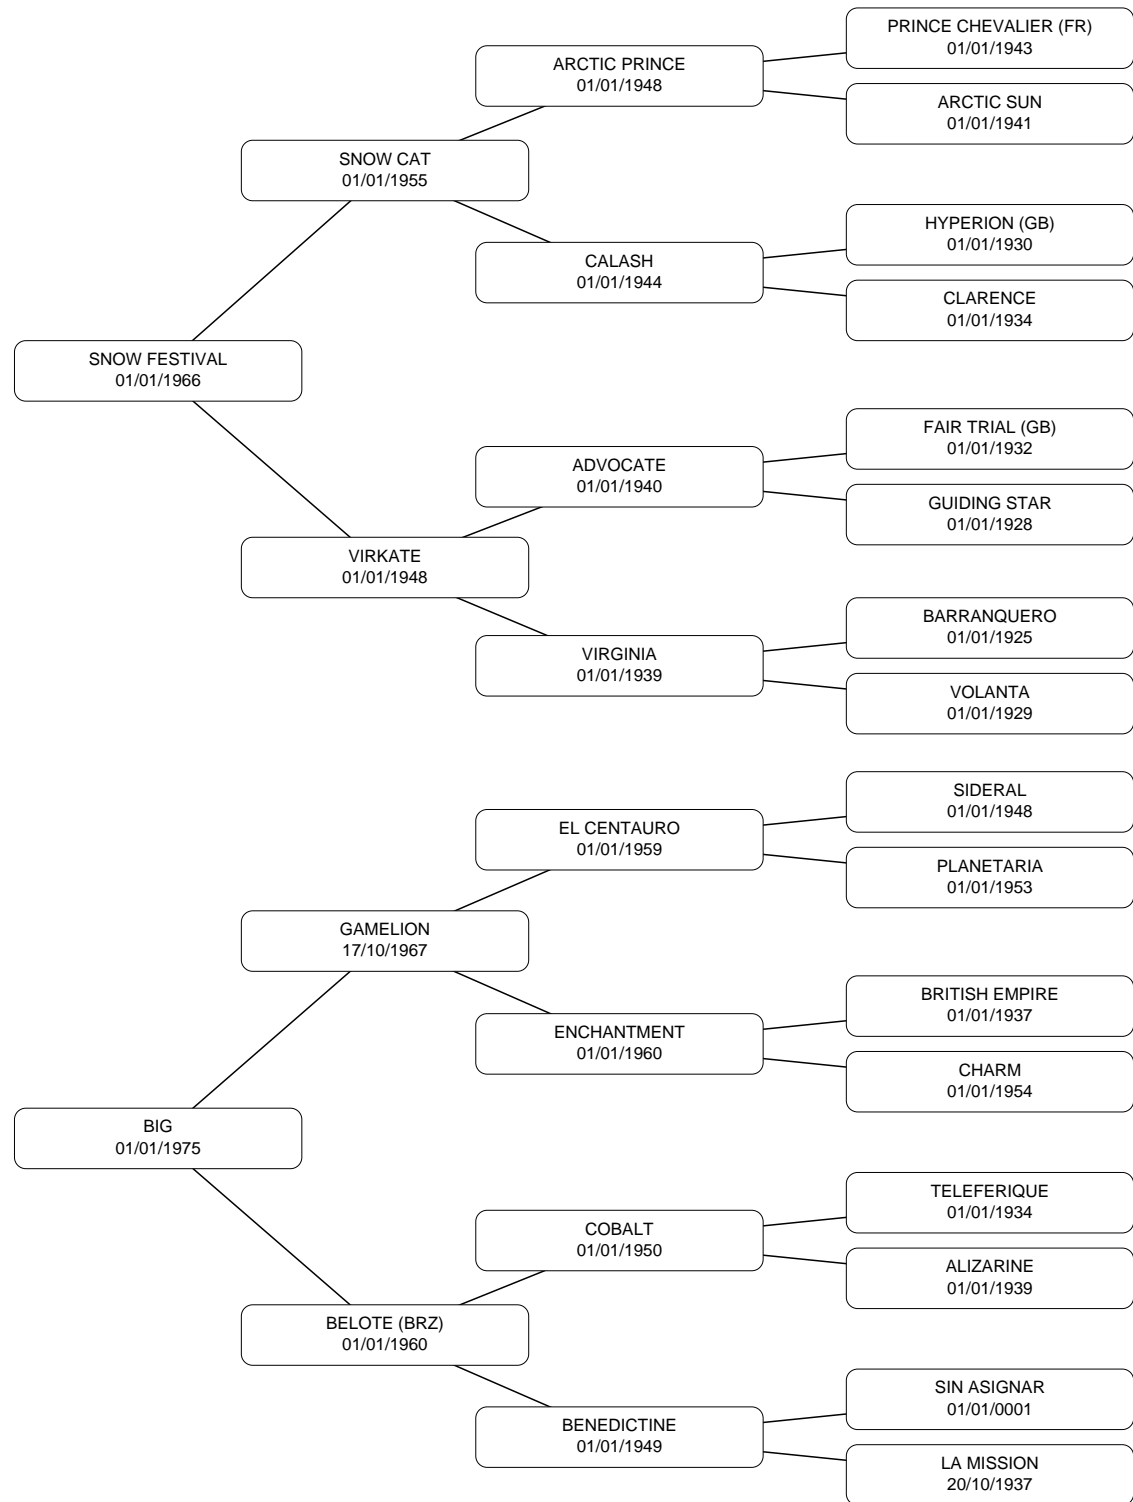 PRINCE CHEVALIER (FR)
01/01/1943
ARCTIC PRINCE
01/01/1948
ARCTIC SUN
01/01/1941
SNOW CAT
01/01/1955
HYPERION (GB)
01/01/1930
CALASH
01/01/1944
CLARENCE
01/01/1934
SNOW FESTIVAL
01/01/1966
FAIR TRIAL (GB)
01/01/1932
ADVOCATE
01/01/1940
GUIDING STAR
01/01/1928
VIRKATE
01/01/1948
BARRANQUERO
01/01/1925
VIRGINIA
01/01/1939
VOLANTA
01/01/1929
SIDERAL
01/01/1948
EL CENTAURO
01/01/1959
PLANETARIA
01/01/1953
GAMELION
17/10/1967
BRITISH EMPIRE
01/01/1937
ENCHANTMENT
01/01/1960
CHARM
01/01/1954
BIG
01/01/1975
TELEFERIQUE
01/01/1934
COBALT
01/01/1950
ALIZARINE
01/01/1939
BELOTE (BRZ)
01/01/1960
SIN ASIGNAR
01/01/0001
BENEDICTINE
01/01/1949
LA MISSION
20/10/1937